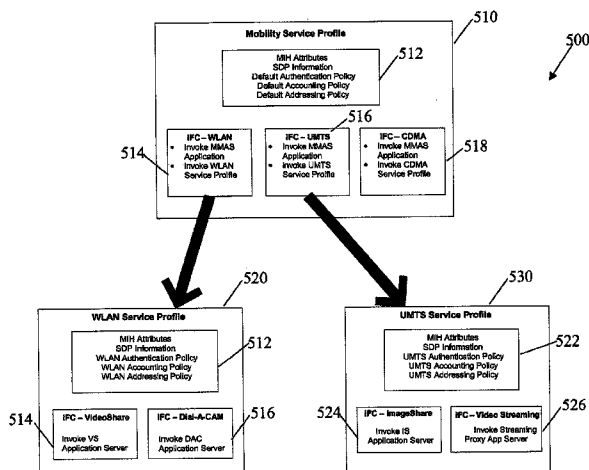 Mobility Service Profile
510
500
MIH Attributes
SDP Information
Default Authentication Policy
Default Accounting Policy
Default Addressing Policy
512
516
514
IFC – WLAN
• Invoke MMAS
Application
• Invoke WLAN
Service Profile
IFC – UMTS
• Invoke MMAS
Application
• invoke UMTS
Service Profile
IFC – CDMA
• Invoke MMAS
Application
• Invoke CDMA
Service Profile
518
520
WLAN Service Profile
MIH Attributes
SDP Information
WLAN Authentication Policy
WLAN Accounting Policy
WLAN Addressing Policy
512
514
IFC – VideoShare
Invoke VS
Application Server
IFC – Dial-A-CAM
Invoke DAC
Application Server
516
530
UMTS Service Profile
MIH Attributes
SDP Information
UMTS Authentication Policy
UMTS Accounting Policy
UMTS Addressing Policy
522
524
IFC – ImageShare
Invoke IS
Application Server
IFC – Video Streaming
Invoke Streaming
Proxy App Server
526